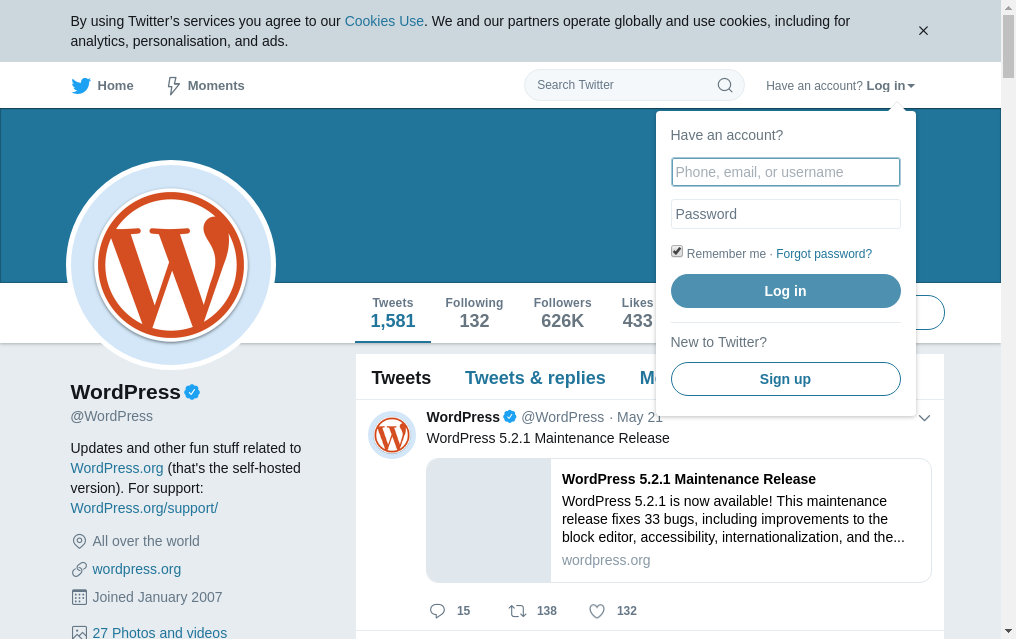 By using Twitter’s services you agree to our Cookies Use. We and our partners operate globally and use cookies, including for
analytics, personalisation, and ads.
Home
Moments
Search Twitter
Have an account? Log in
Have an account?
Phone, email, or username
Password
Remember me · Forgot password?
Log in
New to Twitter?
Sign up
Tweets
1,581
Following
132
Followers
626K
Likes
433
WordPress
@WordPress
Updates and other fun stuff related to
WordPress.org (that's the self-hosted
version). For support:
WordPress.org/support/
All over the world
wordpress.org
Joined January 2007
27 Photos and videos
Tweets
Tweets & replies
WordPress @WordPress · May 21
WordPress 5.2.1 Maintenance Release
WordPress 5.2.1 Maintenance Release
WordPress 5.2.1 is now available! This maintenance
release fixes 33 bugs, including improvements to the
block editor, accessibility, internationalization, and the...
wordpress.org
15
138
132